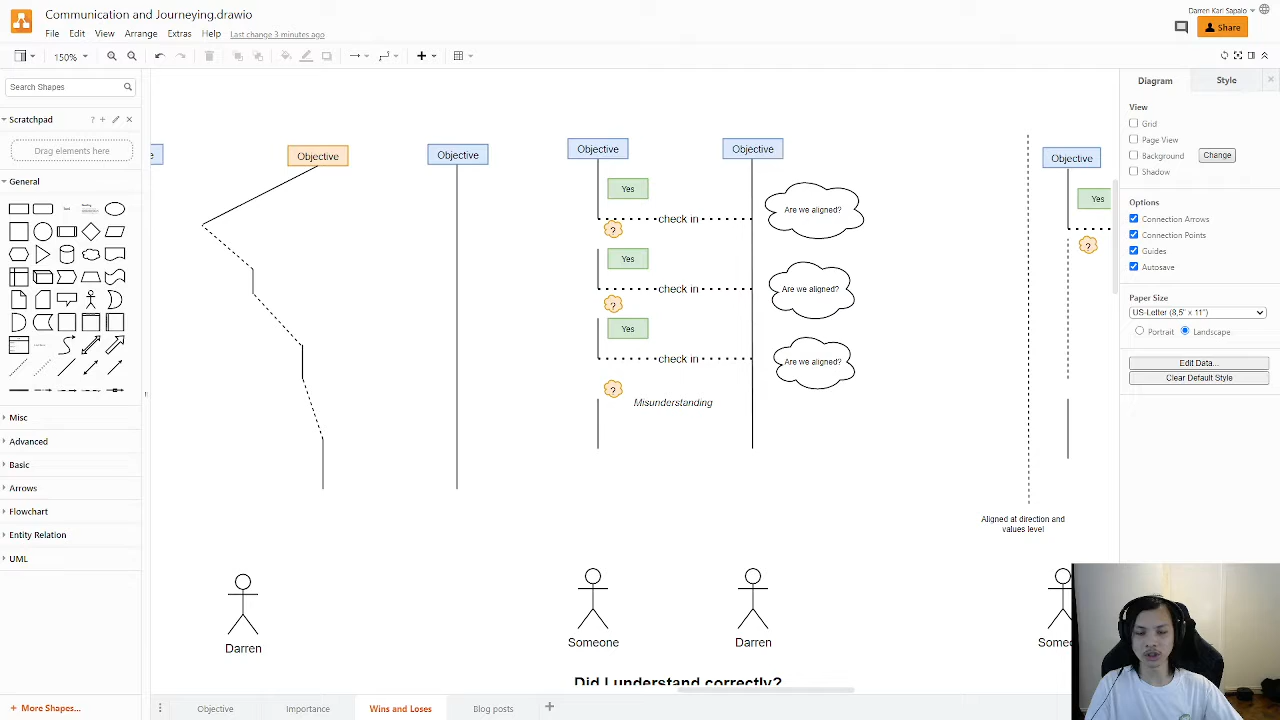 Communication and Journeying.drawio
Darren Karl Sapalo
File Edit View Arrange Extras Help Last change 3 minutes ago
Share
150%
Search Shapes
Scratchpad
Drag elements here
General
Misc
Advanced
Basic
Arrows
Flowchart
Entity Relation
UML
More Shapes...
Objective
Objective
Objective
Objective
Objective
Yes
check in
Are we aligned?
?
Yes
check in
Are we aligned?
?
Yes
check in
Are we aligned?
?
Misunderstanding
Yes
?
Aligned at direction and
values level
Darren
Someone
Darren
Did I understand correctly?
Diagram
Style
View
Grid
Page View
Background
Change
Shadow
Options
Connection Arrows
Connection Points
Guides
Autosave
Paper Size
US-Letter (8,5" x 11")
Portrait
Landscape
Edit Data...
Clear Default Style
Objective
Importance
Wins and Loses
Blog posts